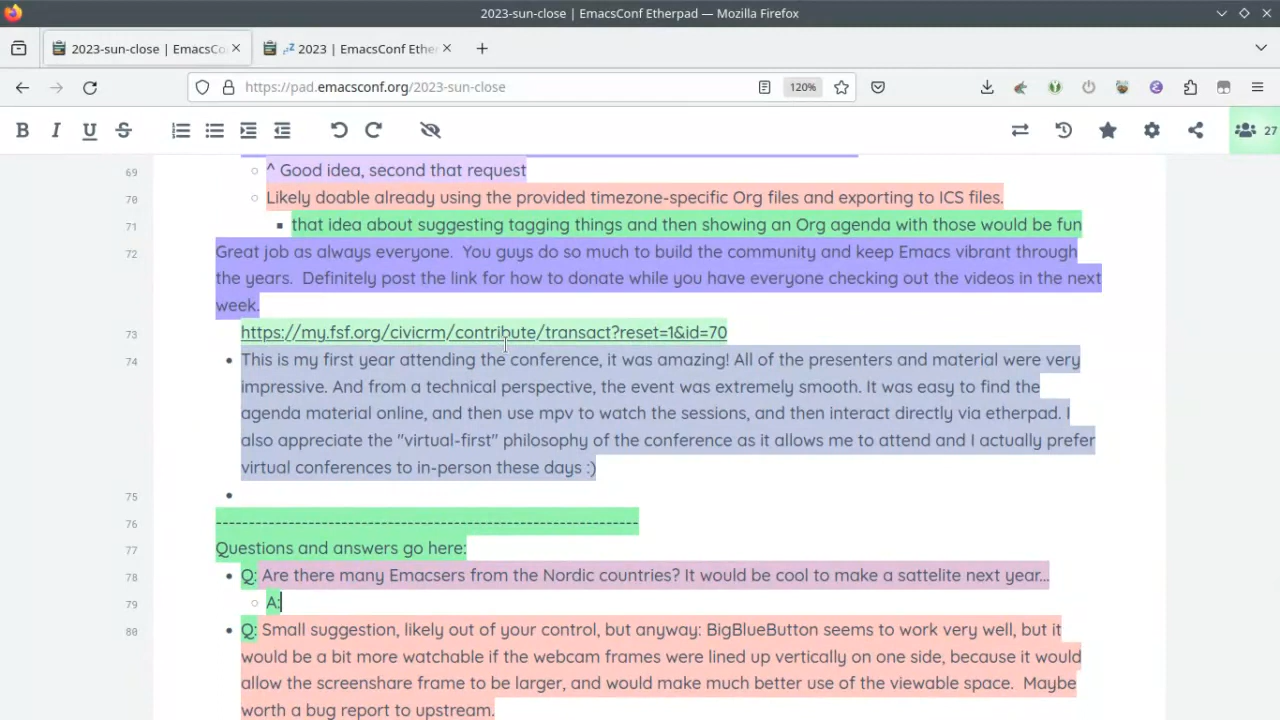 2023-sun-close | EmacsConf Etherpad — Mozilla Firefox
2023-sun-close | EmacsCo
💤 2023 | EmacsConf Ether
https://pad.emacsconf.org/2023-sun-close
120%
27
69 ^ Good idea, second that request
70 Likely doable already using the provided timezone-specific Org files and exporting to ICS files.
71 that idea about suggesting tagging things and then showing an Org agenda with those would be fun
72 Great job as always everyone.  You guys do so much to build the community and keep Emacs vibrant through
the years.  Definitely post the link for how to donate while you have everyone checking out the videos in the next
week.
73 https://my.fsf.org/civicrm/contribute/transact?reset=1&id=70
74 This is my first year attending the conference, it was amazing! All of the presenters and material were very
impressive. And from a technical perspective, the event was extremely smooth. It was easy to find the
agenda material online, and then use mpv to watch the sessions, and then interact directly via etherpad. I
also appreciate the "virtual-first" philosophy of the conference as it allows me to attend and I actually prefer
virtual conferences to in-person these days :)
75
76 ----------------------------------------------------------------
77 Questions and answers go here:
78 Q: Are there many Emacsers from the Nordic countries? It would be cool to make a sattelite next year...
79 A:
80 Q: Small suggestion, likely out of your control, but anyway: BigBlueButton seems to work very well, but it
would be a bit more watchable if the webcam frames were lined up vertically on one side, because it would
allow the screenshare frame to be larger, and would make much better use of the viewable space.  Maybe
worth a bug report to upstream.